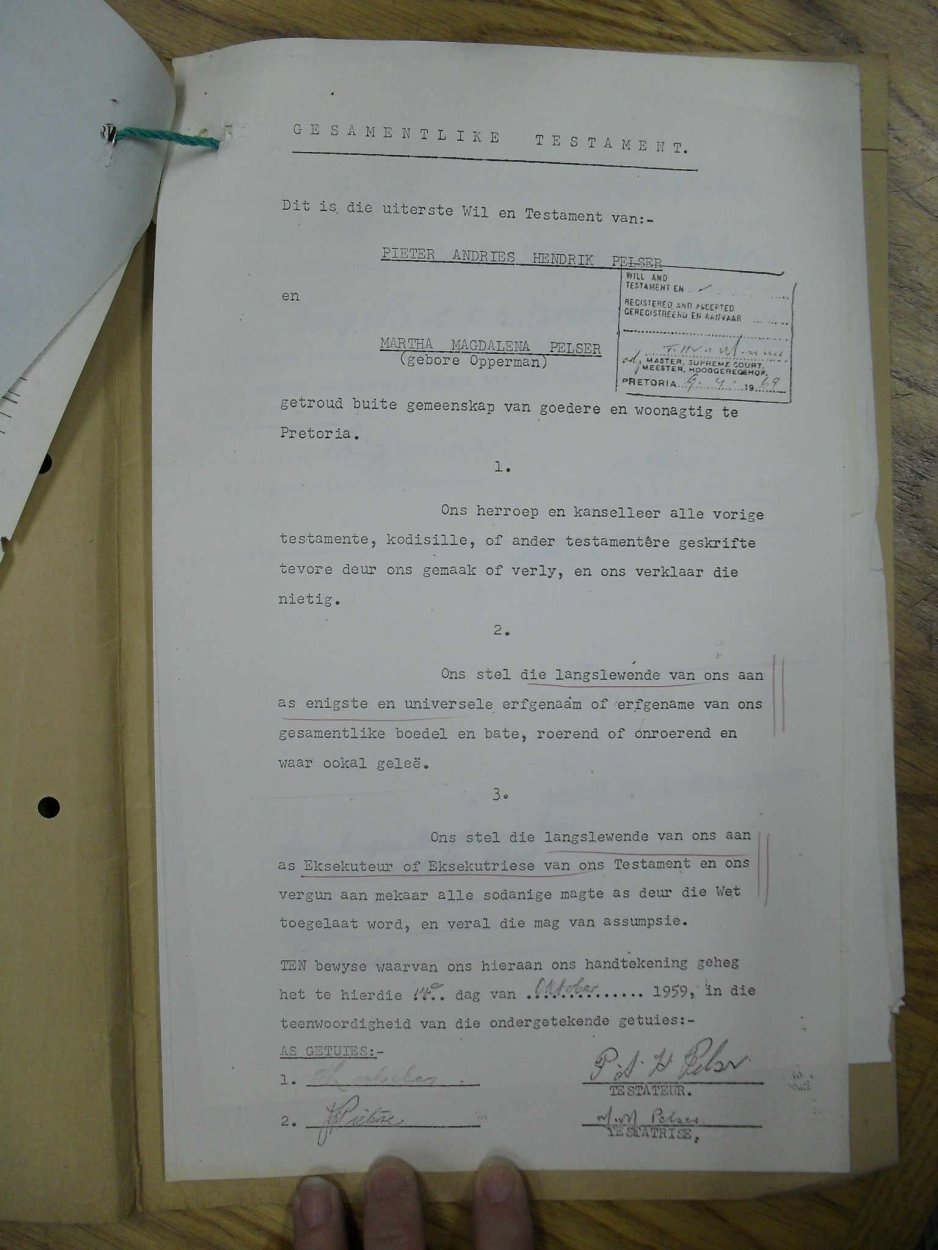 GESAMENTLIKE TESTAMENT.
Dit is die uiterste Wil en Testament van:-
PIETER ANDRIES HENDRIK PELSER
WILL AND
TESTAMENT EN
REGISTERED AND ACCEPTED
GEREGISTREEND EN AANVAAR
MASTER, SUPREME COURT,
MEESTER, HOOGGEREGSHOF,
PRETORIA 9.4.1969
en
MARTHA MAGDALENA PELSER
(gebore Opperman)
getroud buite gemeenskap van goedere en woonagtig te
Pretoria.
1.
Ons herroep en kanselleer alle vorige
testamente, kodisille, of ander testamentêre geskrifte
tevore deur ons gemaak of verly, en ons verklaar die
nietig.
2.
Ons stel die langslewende van ons aan
as enigste en universele erfgenaam of erfgename van ons
gesamentlike boedel en bate, roerend of onroerend en
waar ookal geleë.
3.
Ons stel die langslewende van ons aan
as Eksekuteur of Eksekutriese van ons Testament en ons
vergun aan mekaar alle sodanige magte as deur die Wet
toegelaat word, en veral die mag van assumpsie.
TEN bewyse waarvan ons hieraan ons handtekening geheg
het te hierdie 14e dag van Oktober 1959, in die
teenwoordigheid van die ondergetekende getuies:-
AS GETUIES:-
1.
P.A.H Pelser
TESTATEUR.
2.
M.M Pelser
TESTATRISE,